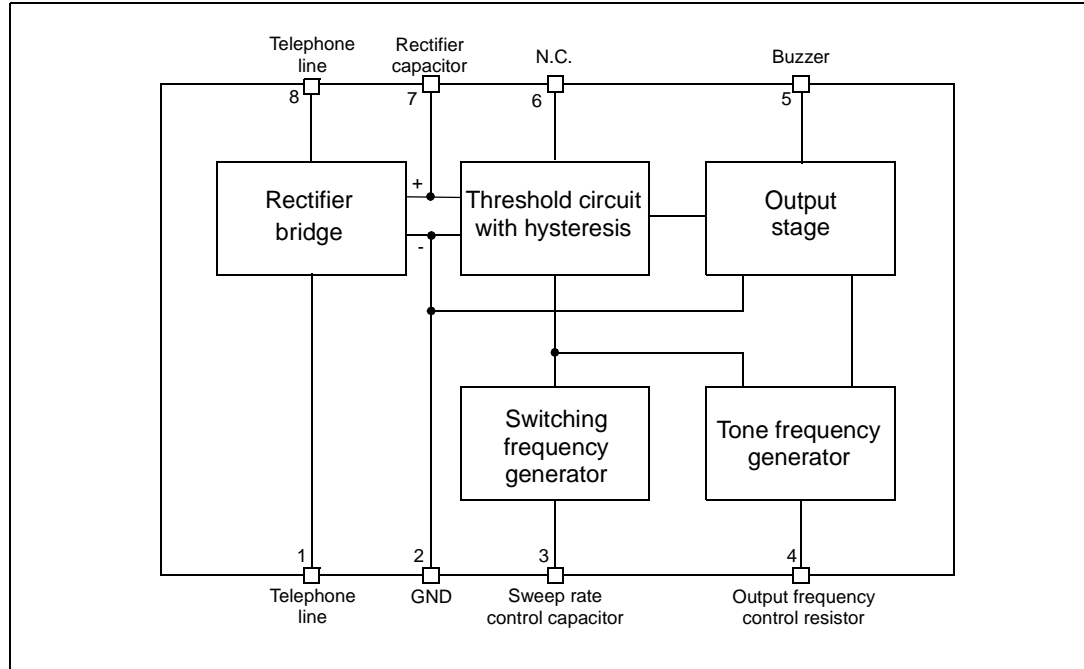 Telephone
line
Rectifier
capacitor
N.C.
Buzzer
8
7
6
5
Rectifier
bridge
+
-
Threshold circuit
with hysteresis
Output
stage
Switching
frequency
generator
Tone frequency
generator
1
2
3
4
Telephone
line
GND
Sweep rate
control capacitor
Output frequency
control resistor